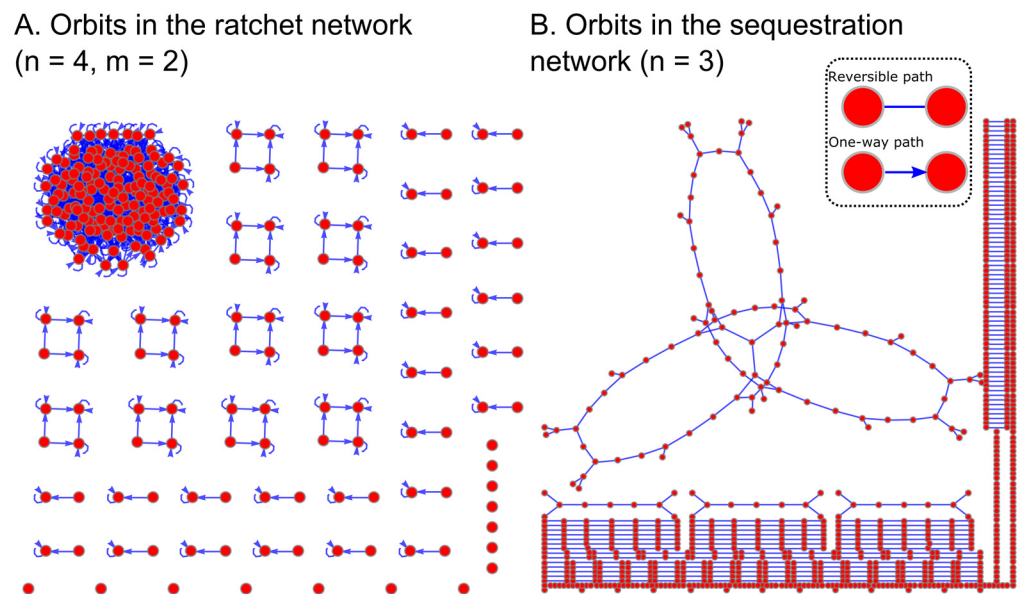 A. Orbits in the ratchet network
(n = 4, m = 2)
B. Orbits in the sequestration
network (n = 3)
Reversible path
One-way path